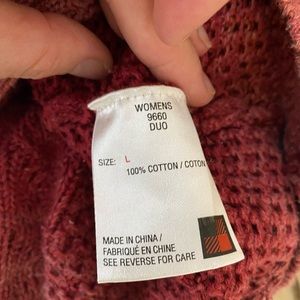 WOMENS
9660
DUO
SIZE: L
100% COTTON / COTON
MADE IN CHINA /
FABRIQUÉ EN CHINE
SEE REVERSE FOR CARE